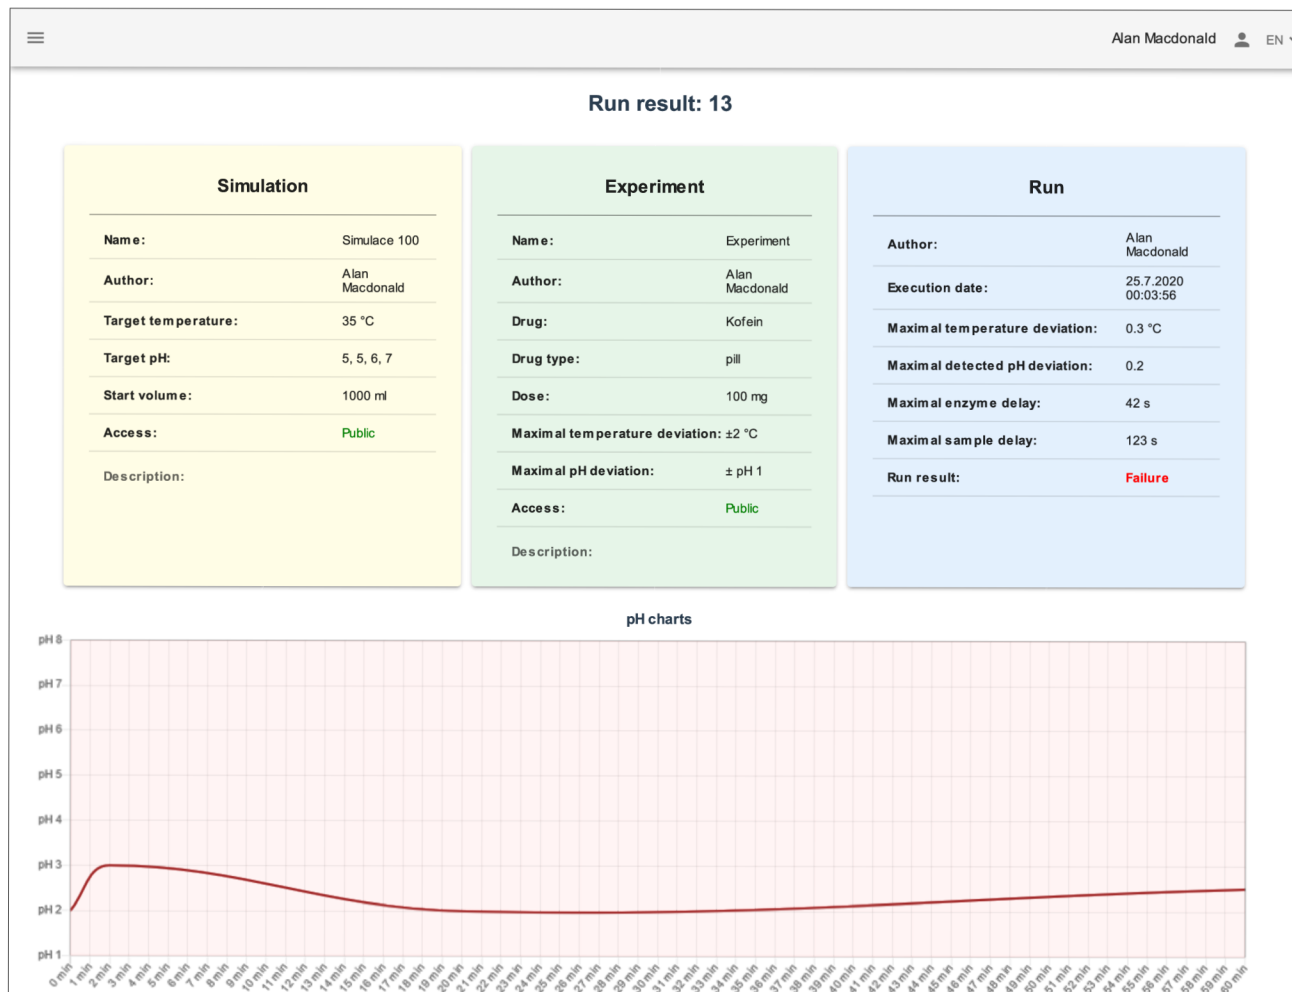 Alan Macdonald
EN
Run result: 13
Simulation
Name: Simulace 100
Author: Alan
Macdonald
Target temperature: 35 °C
Target pH: 5, 5, 6, 7
Start volume: 1000 ml
Access: Public
Description:
Experiment
Name: Experiment
Author: Alan
Macdonald
Drug: Kofein
Drug type: pill
Dose: 100 mg
Maximal temperature deviation: ±2 °C
Maximal pH deviation: ± pH 1
Access: Public
Description:
Run
Author: Alan
Macdonald
Execution date: 25.7.2020
00:03:56
Maximal temperature deviation: 0.3 °C
Maximal detected pH deviation: 0.2
Maximal enzyme delay: 42 s
Maximal sample delay: 123 s
Run result: Failure
pH charts
pH 8
pH 7
pH 6
pH 5
pH 4
pH 3
pH 2
pH 1
0 min
1 min
2 min
3 min
4 min
5 min
6 min
7 min
8 min
9 min
10 min
11 min
12 min
13 min
14 min
15 min
16 min
17 min
18 min
19 min
20 min
21 min
22 min
23 min
24 min
25 min
26 min
27 min
28 min
29 min
30 min
31 min
32 min
33 min
34 min
35 min
36 min
37 min
38 min
39 min
40 min
41 min
42 min
43 min
44 min
45 min
46 min
47 min
48 min
49 min
50 min
51 min
52 min
53 min
54 min
55 min
56 min
57 min
58 min
59 min
60 min